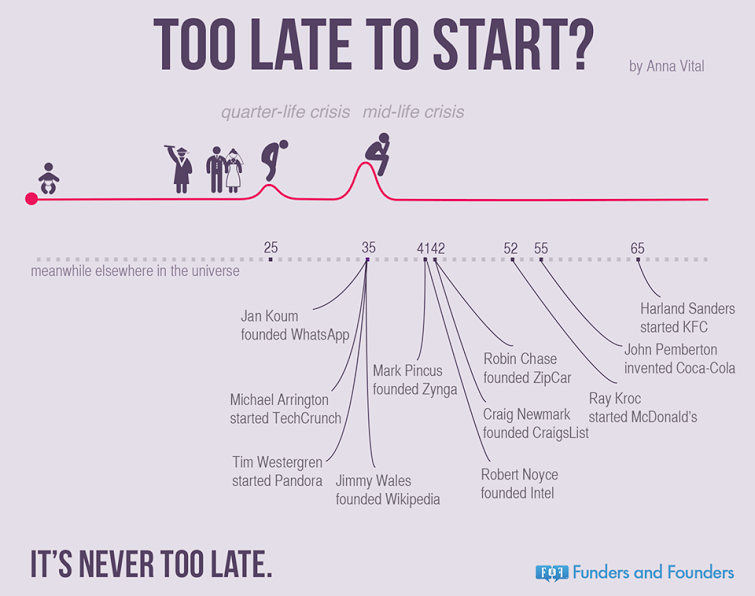 TOO LATE TO START?
by Anna Vital
quarter-life crisis
mid-life crisis
25
35
41
42
52
55
65
meanwhile elsewhere in the universe
Jan Koum
founded WhatsApp
Michael Arrington
started TechCrunch
Tim Westergren
started Pandora
Jimmy Wales
founded Wikipedia
Mark Pincus
founded Zynga
Robin Chase
founded ZipCar
Craig Newmark
founded CraigsList
Robert Noyce
founded Intel
Harland Sanders
started KFC
John Pemberton
invented Coca-Cola
Ray Kroc
started McDonald's
IT'S NEVER TOO LATE.
Funders and Founders